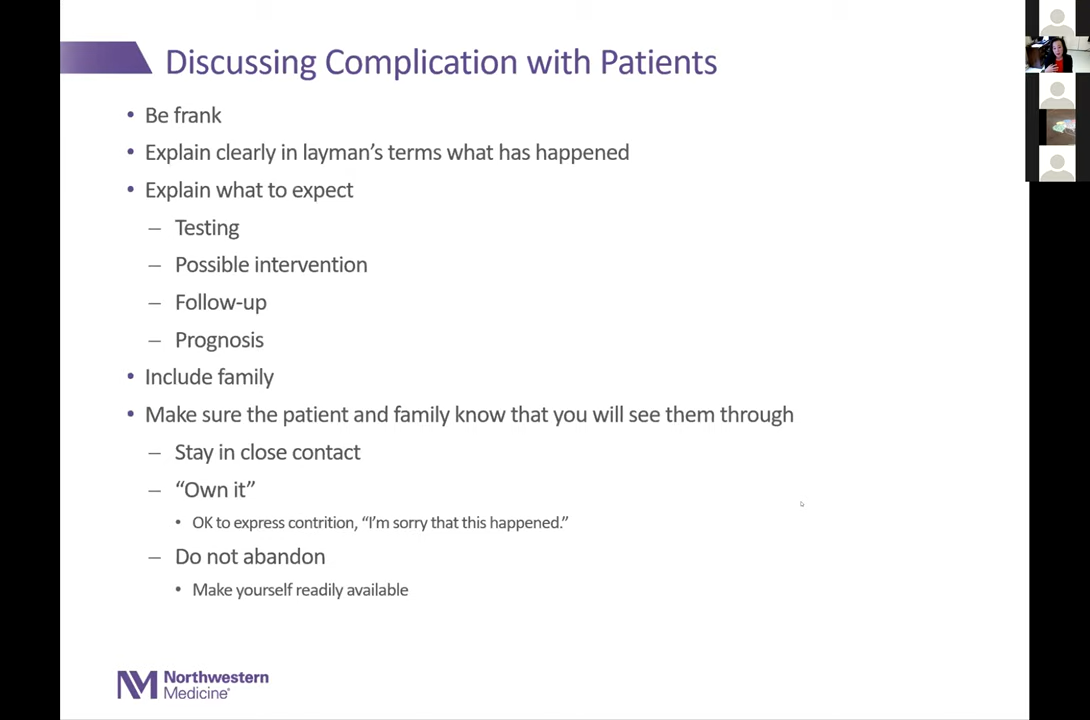 Discussing Complication with Patients
• Be frank
• Explain clearly in layman's terms what has happened
• Explain what to expect
– Testing
– Possible intervention
– Follow-up
– Prognosis
• Include family
• Make sure the patient and family know that you will see them through
– Stay in close contact
– “Own it”
• OK to express contrition, “I'm sorry that this happened.”
– Do not abandon
• Make yourself readily available
NM Northwestern
Medicine®